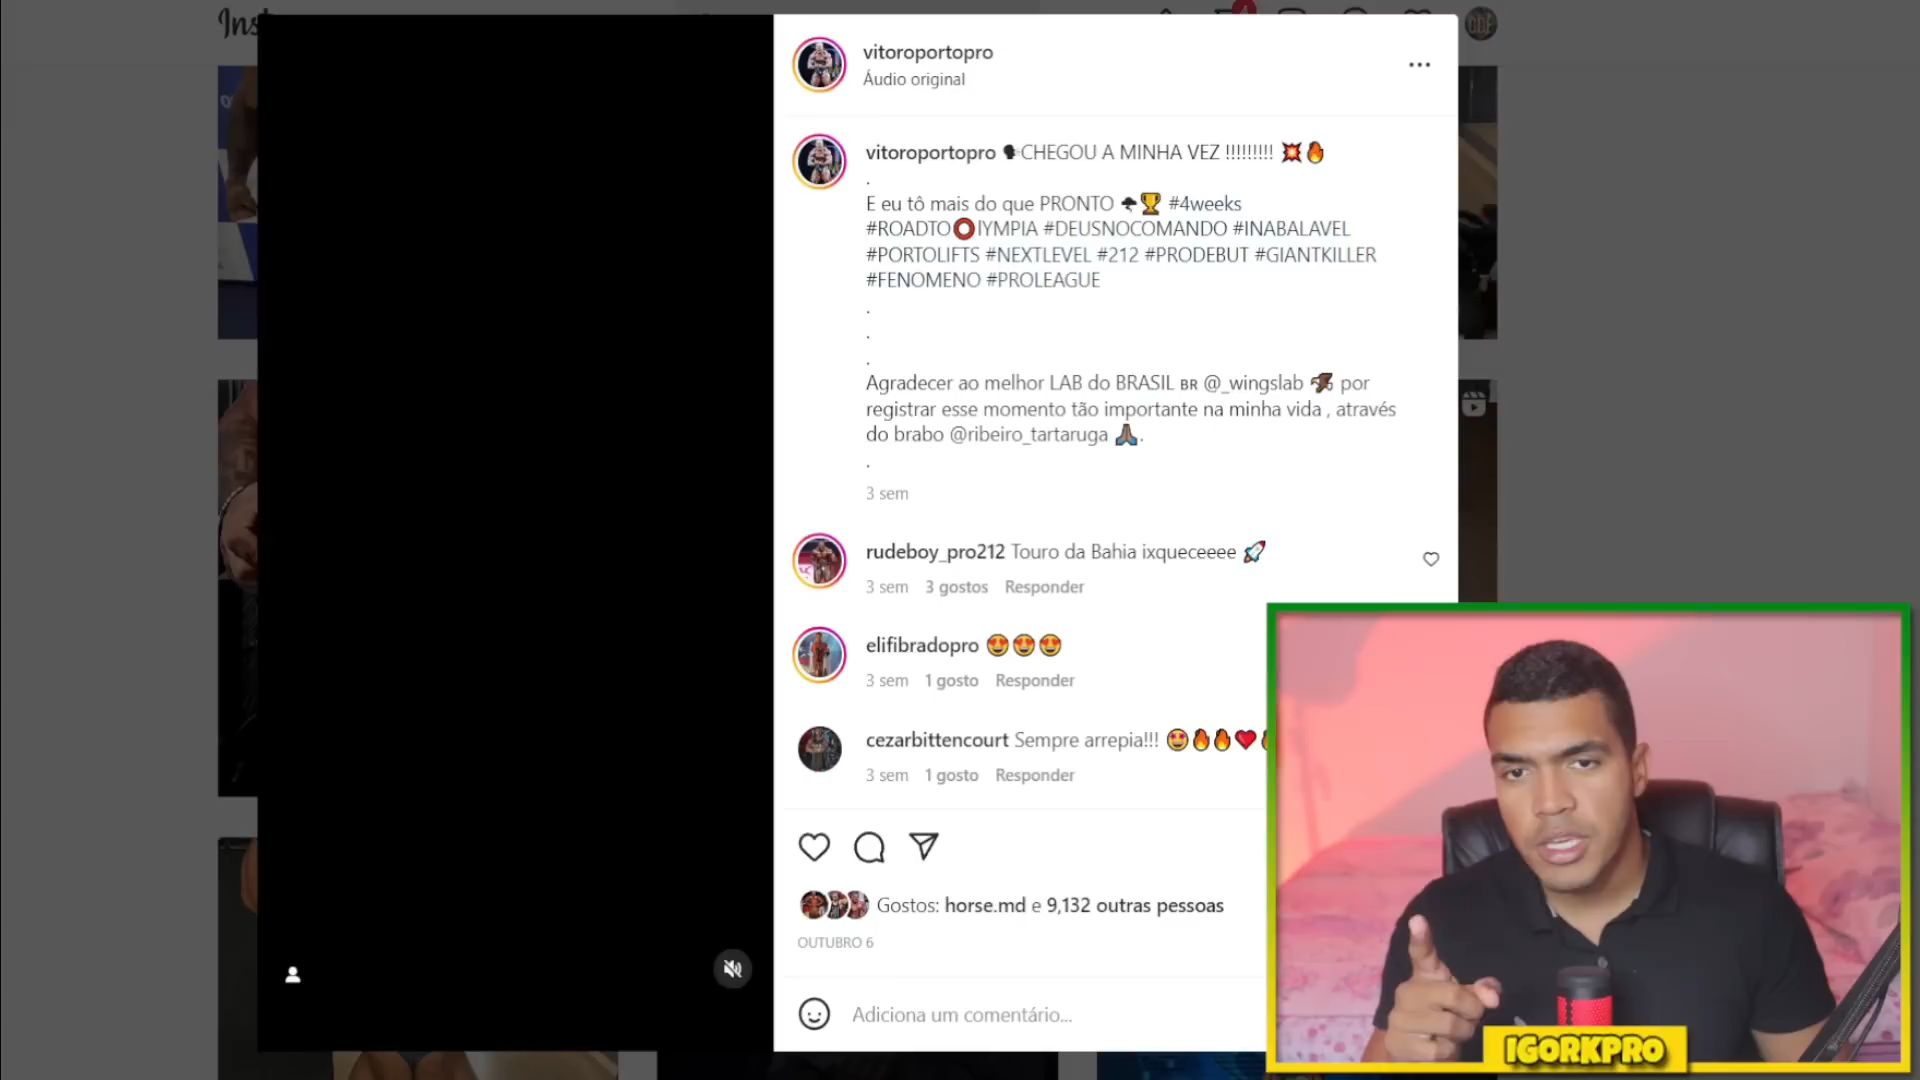 Ins
4
vitoroportopro
Áudio original
vitoroportopro 🗣CHEGOU A MINHA VEZ !!!!!!!!! 💥🔥
.
E eu tô mais do que PRONTO 🌪🏆 #4weeks
#ROADTO⭕lYMPIA #DEUSNOCOMANDO #INABALAVEL
#PORTOLIFTS #NEXTLEVEL #212 #PRODEBUT #GIANTKILLER
#FENOMENO #PROLEAGUE
.
.
.
Agradecer ao melhor LAB do BRASIL BR @_wingslab 🦅 por
registrar esse momento tão importante na minha vida , através
do brabo @ribeiro_tartaruga 🙏🏽.
.
3 sem
rudeboy_pro212 Touro da Bahia ixqueceeee 🚀
3 sem 3 gostos Responder
elifibradopro 😍😍😍
3 sem 1 gosto Responder
cezarbittencourt Sempre arrepia!!! 🤩🔥🔥❤️
3 sem 1 gosto Responder
Gostos: horse.md e 9,132 outras pessoas
OUTUBRO 6
Adiciona um comentário...
IGORKPRO